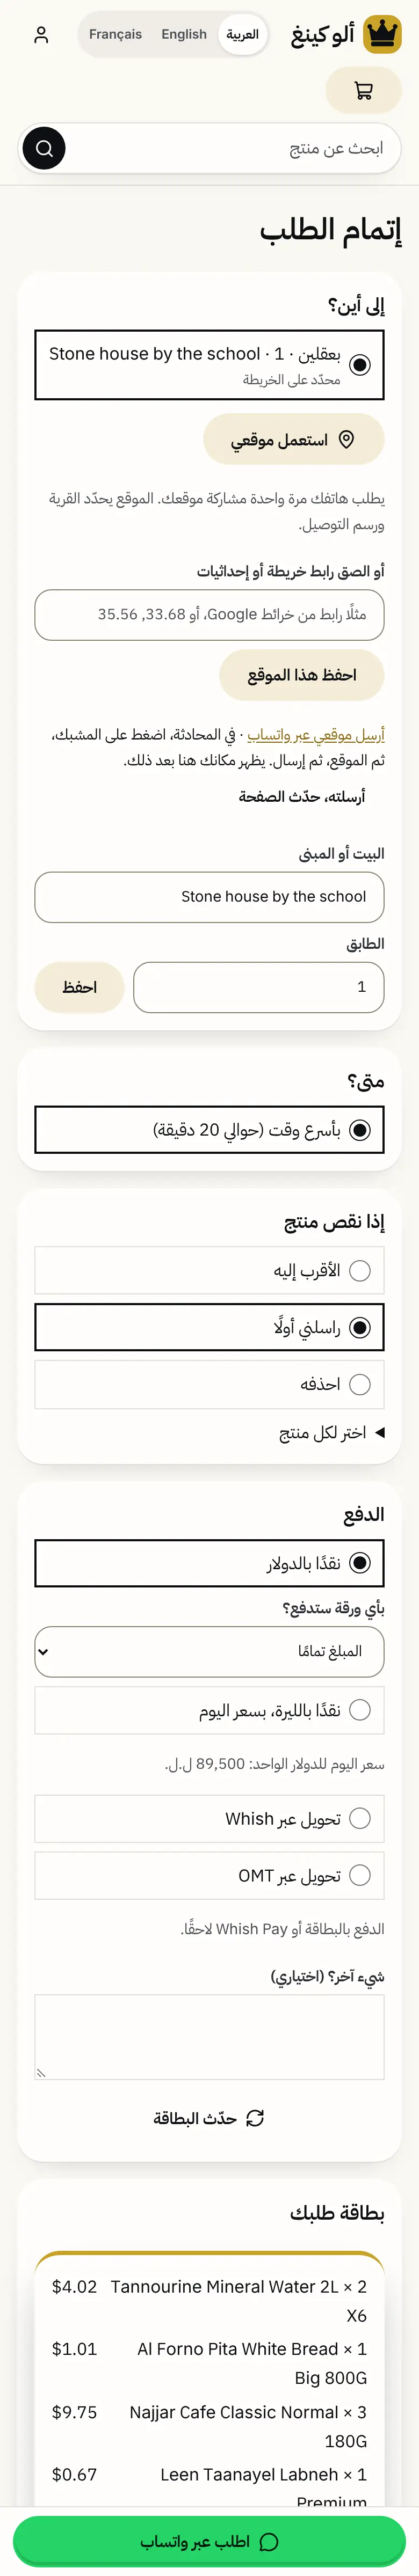 ألو كينغ
العربية
English
Français
ابحث عن منتج
إتمام الطلب
إلى أين؟
بعقلين · Stone house by the school · 1
محدّد على الخريطة
استعمل موقعي
يطلب هاتفك مرة واحدة مشاركة موقعك. الموقع يحدّد القرية
ورسم التوصيل.
أو الصق رابط خريطة أو إحداثيات
مثلًا رابط من خرائط Google، أو 33.68, 35.56
احفظ هذا الموقع
أرسل موقعي عبر واتساب · في المحادثة، اضغط على المشبك،
ثم الموقع، ثم إرسال. يظهر مكانك هنا بعد ذلك.
أرسلته، حدّث الصفحة
البيت أو المبنى
Stone house by the school
الطابق
1
احفظ
متى؟
بأسرع وقت (حوالي 20 دقيقة)
إذا نقص منتج
الأقرب إليه
راسلني أولًا
احذفه
اختر لكل منتج
الدفع
نقدًا بالدولار
بأي ورقة ستدفع؟
المبلغ تمامًا
نقدًا بالليرة، بسعر اليوم
سعر اليوم للدولار الواحد: 89,500 ل.ل.
تحويل عبر Whish
تحويل عبر OMT
الدفع بالبطاقة أو Whish Pay لاحقًا.
شيء آخر؟ (اختياري)
حدّث البطاقة
بطاقة طلبك
2 × Tannourine Mineral Water 2L $4.02
X6
1 × Al Forno Pita White Bread $1.01
Big 800G
3 × Najjar Cafe Classic Normal $9.75
180G
1 × Leen Taanayel Labneh $0.67
Premium
اطلب عبر واتساب